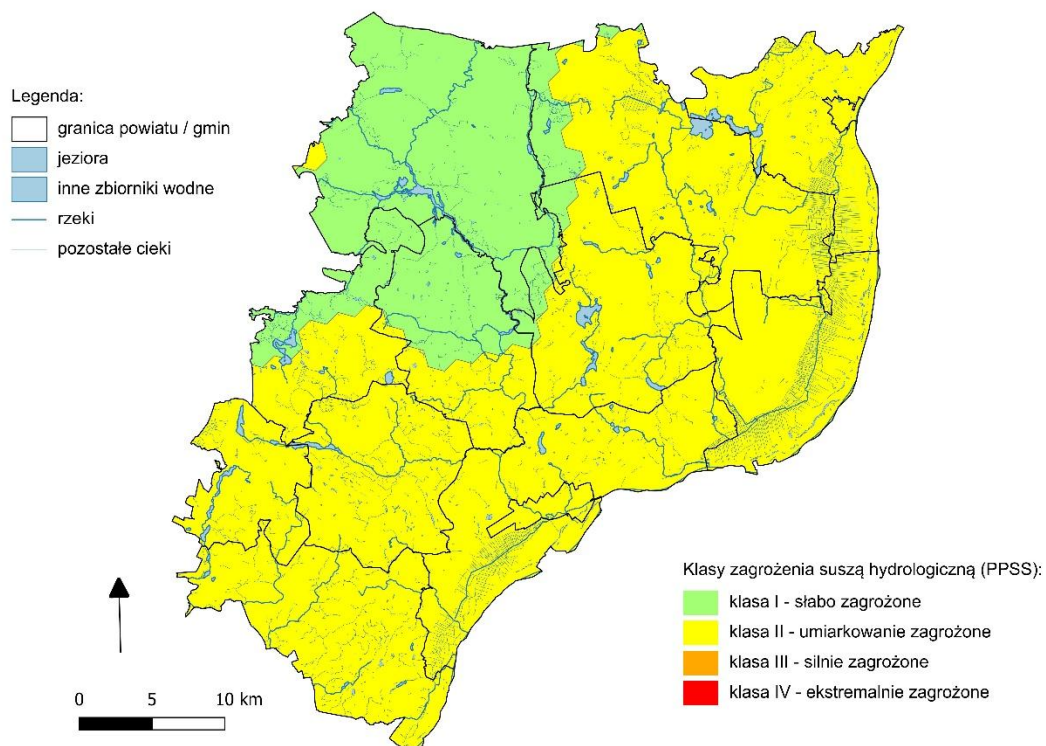 Legenda:
granica powiatu / gmin
jeziora
inne zbiorniki wodne
rzeki
pozostałe cieki
Klasy zagrożenia suszą hydrologiczną (PPSS):
klasa I - słabo zagrożone
klasa II - umiarkowanie zagrożone
klasa III - silnie zagrożone
klasa IV - ekstremalnie zagrożone
0 5 10 km